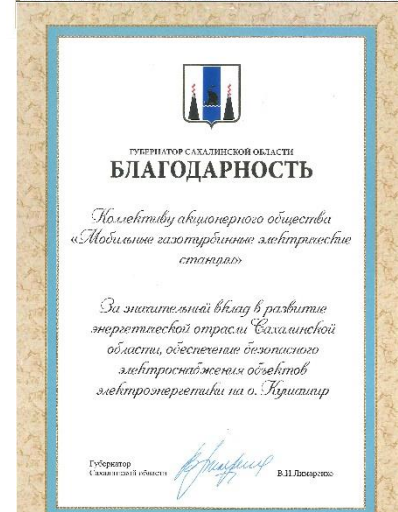 ГУБЕРНАТОР САХАЛИНСКОЙ ОБЛАСТИ
БЛАГОДАРНОСТЬ
Коллективу акционерного общества
«Мобильные газотурбинные электрические
станции»
За значительный вклад в развитие
энергетической отрасли Сахалинской
области, обеспечение безопасного
электроснабжения объектов
электроэнергетики на о. Кунашир
Губернатор
Сахалинской области
В.И.Лимаренко